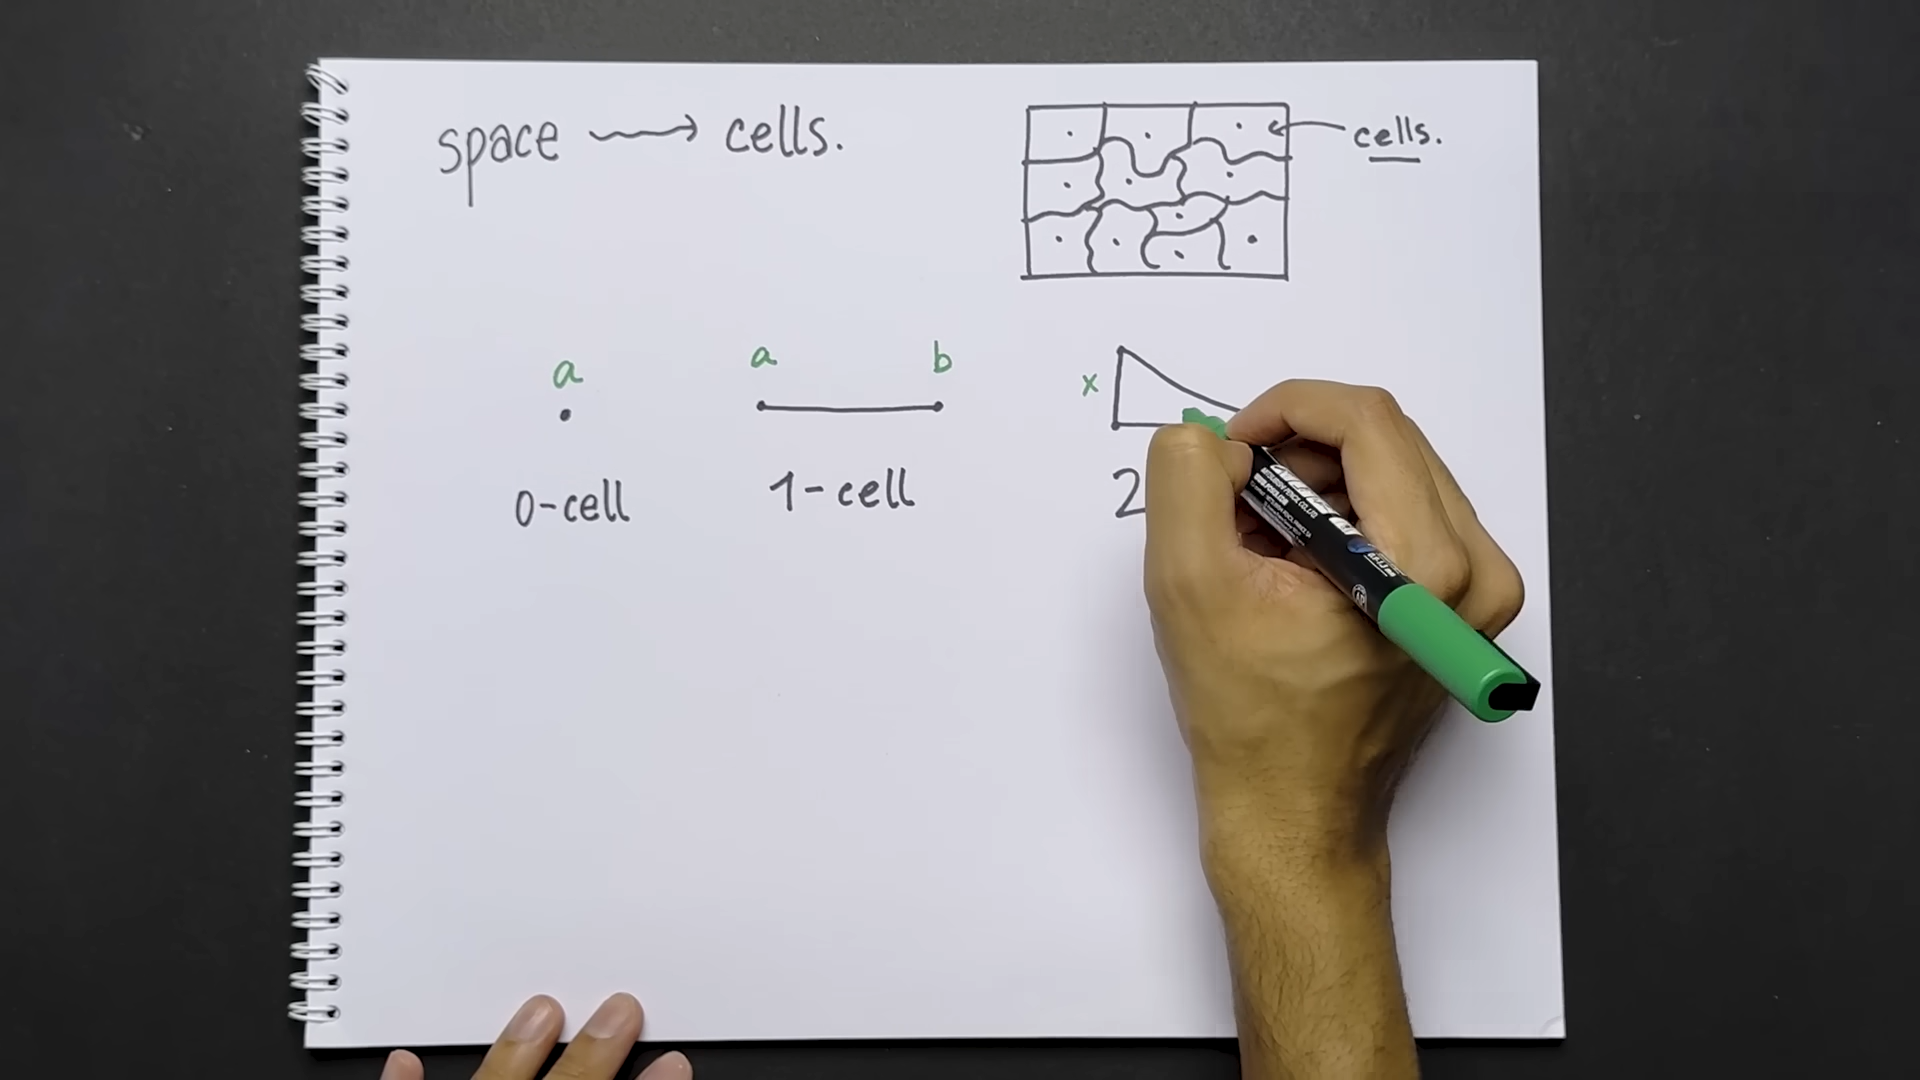 space → cells.
cells.
a
a b
x
0-cell
1-cell
2